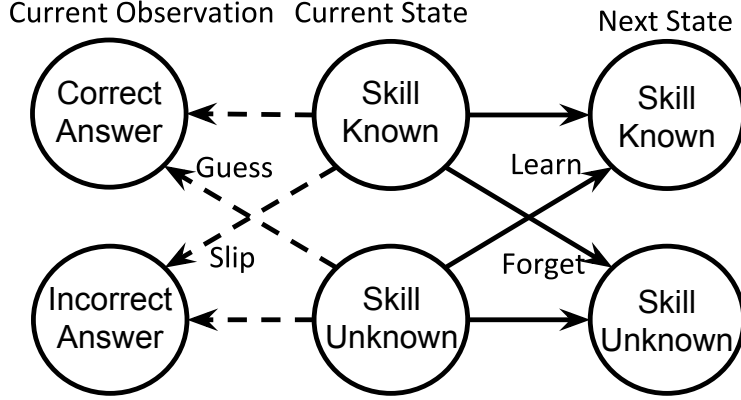 Current Observation
Current State
Next State
Correct
Answer
Skill
Known
Skill
Known
Guess
Learn
Slip
Forget
Incorrect
Answer
Skill
Unknown
Skill
Unknown